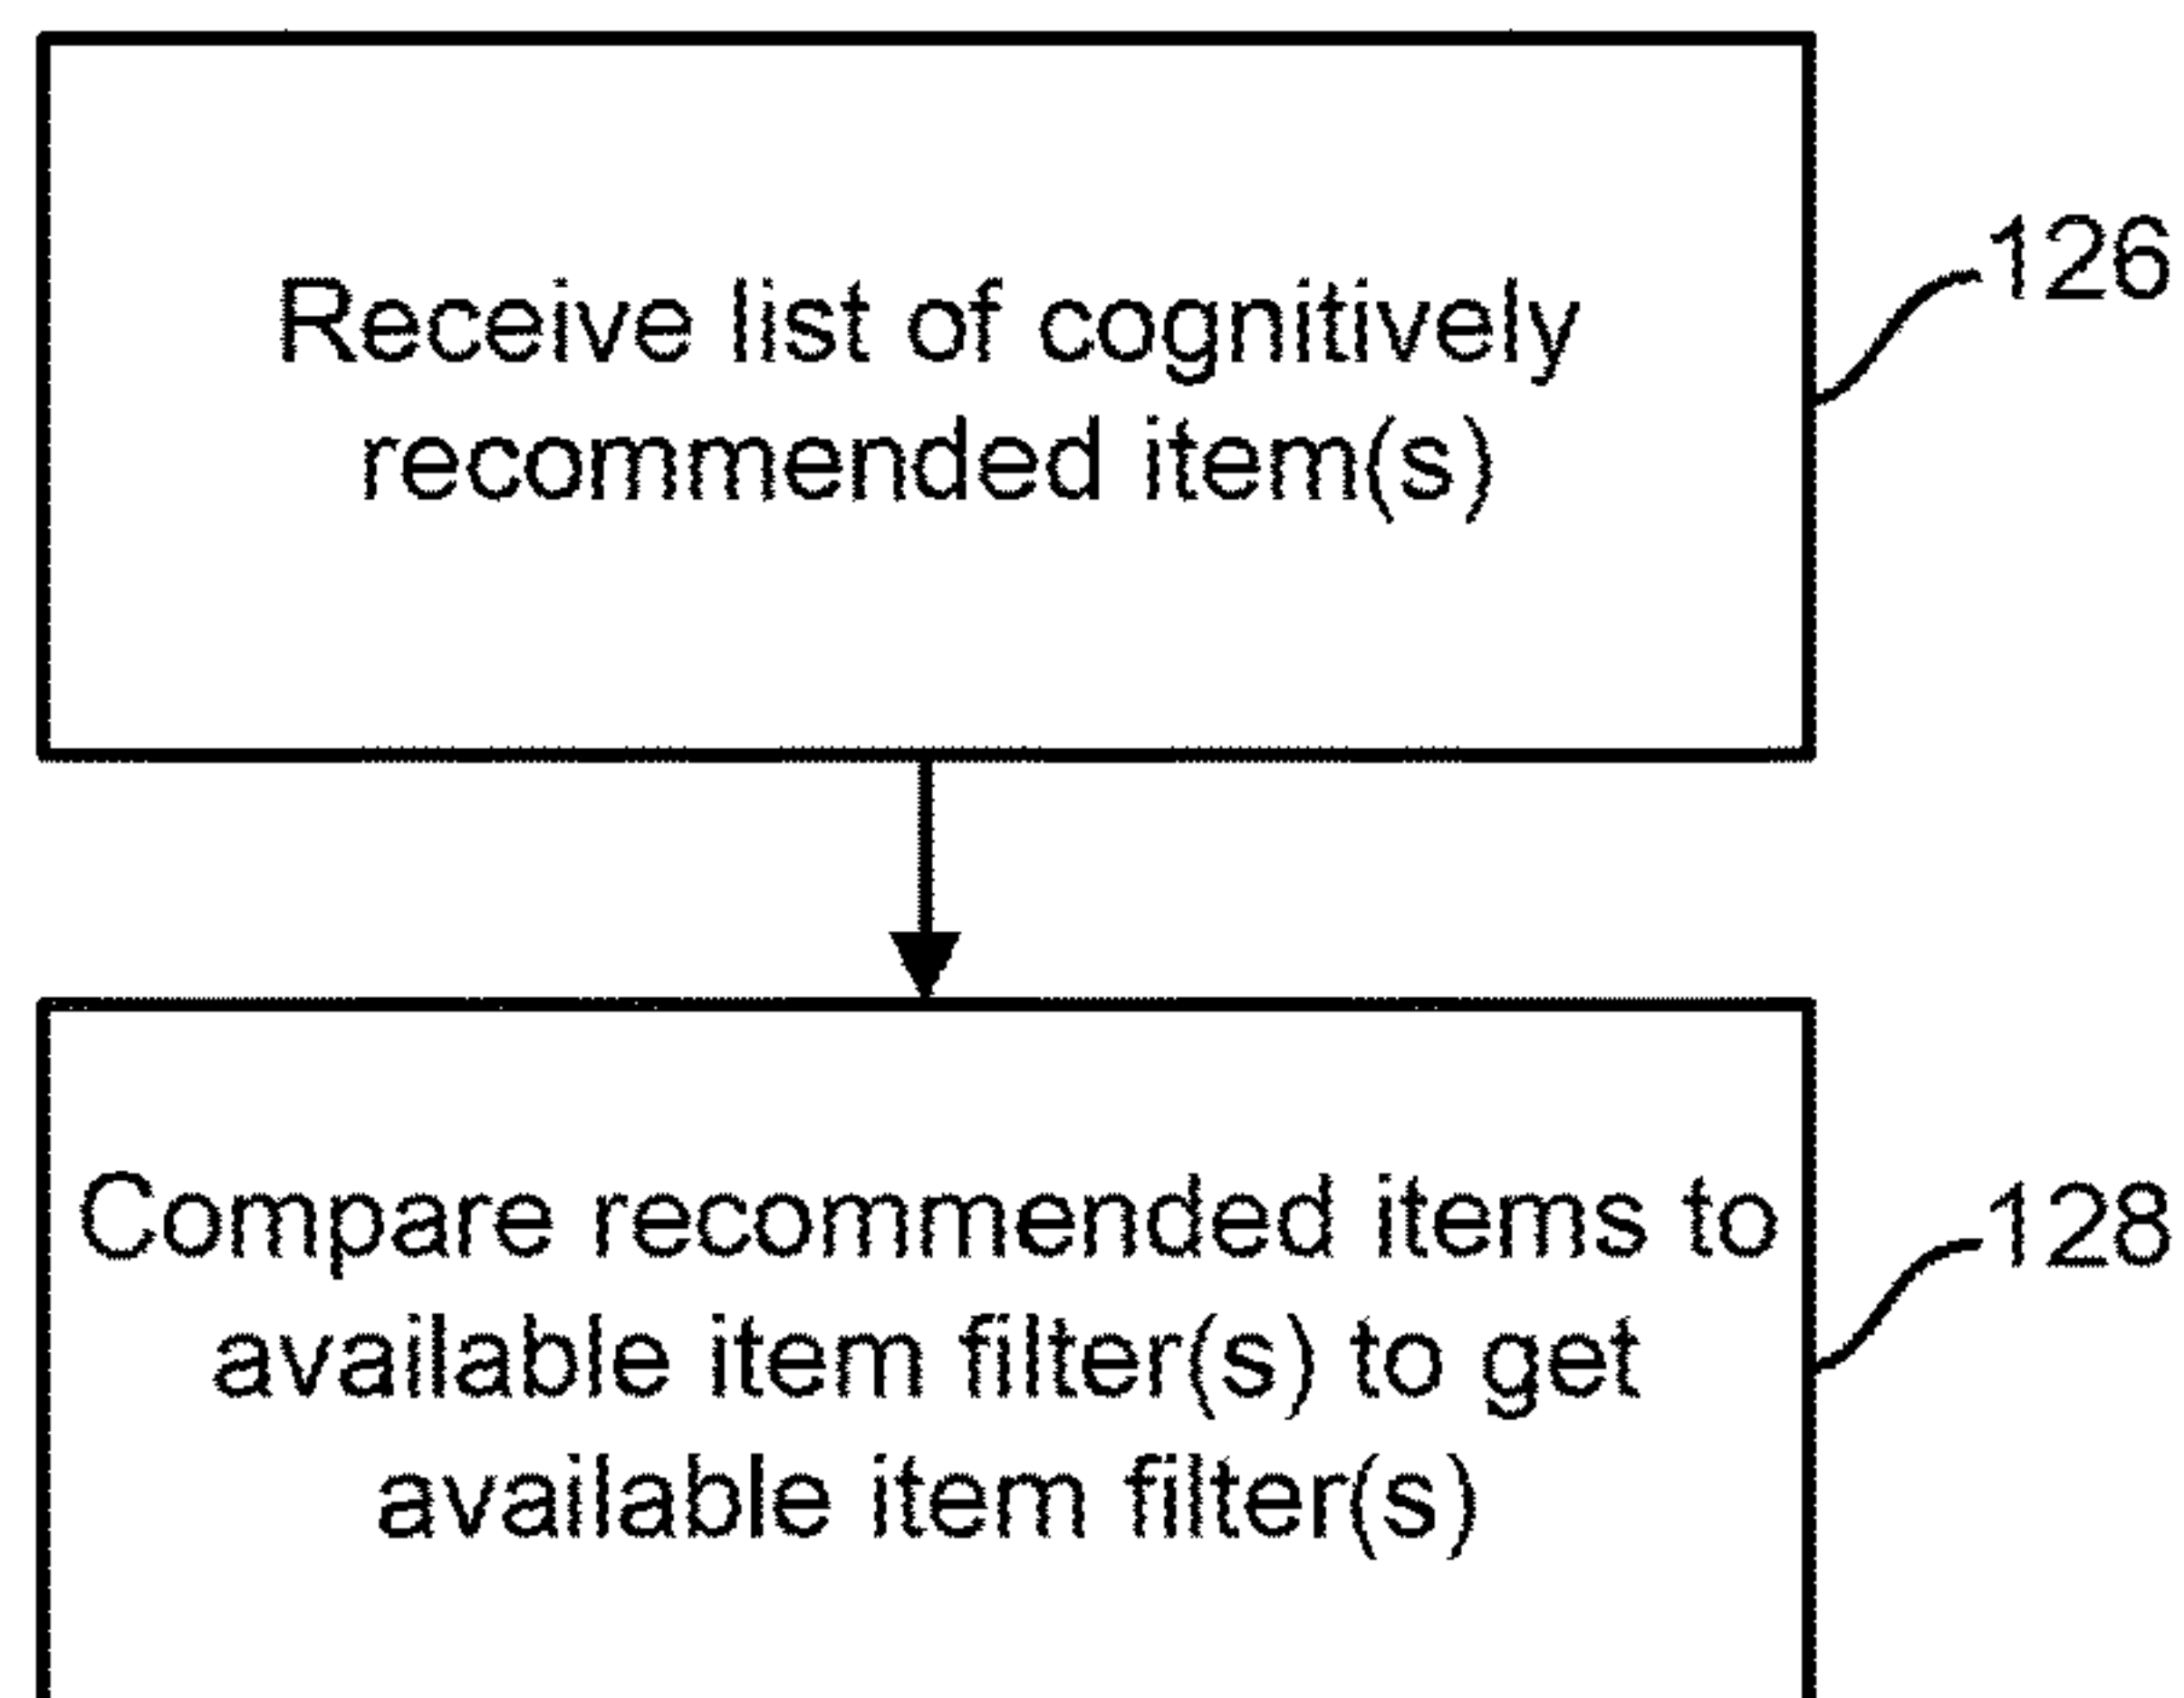 Receive list of cognitively
recommended item(s)
126
Compare recommended items to
available item filter(s) to get
available item filter(s)
128